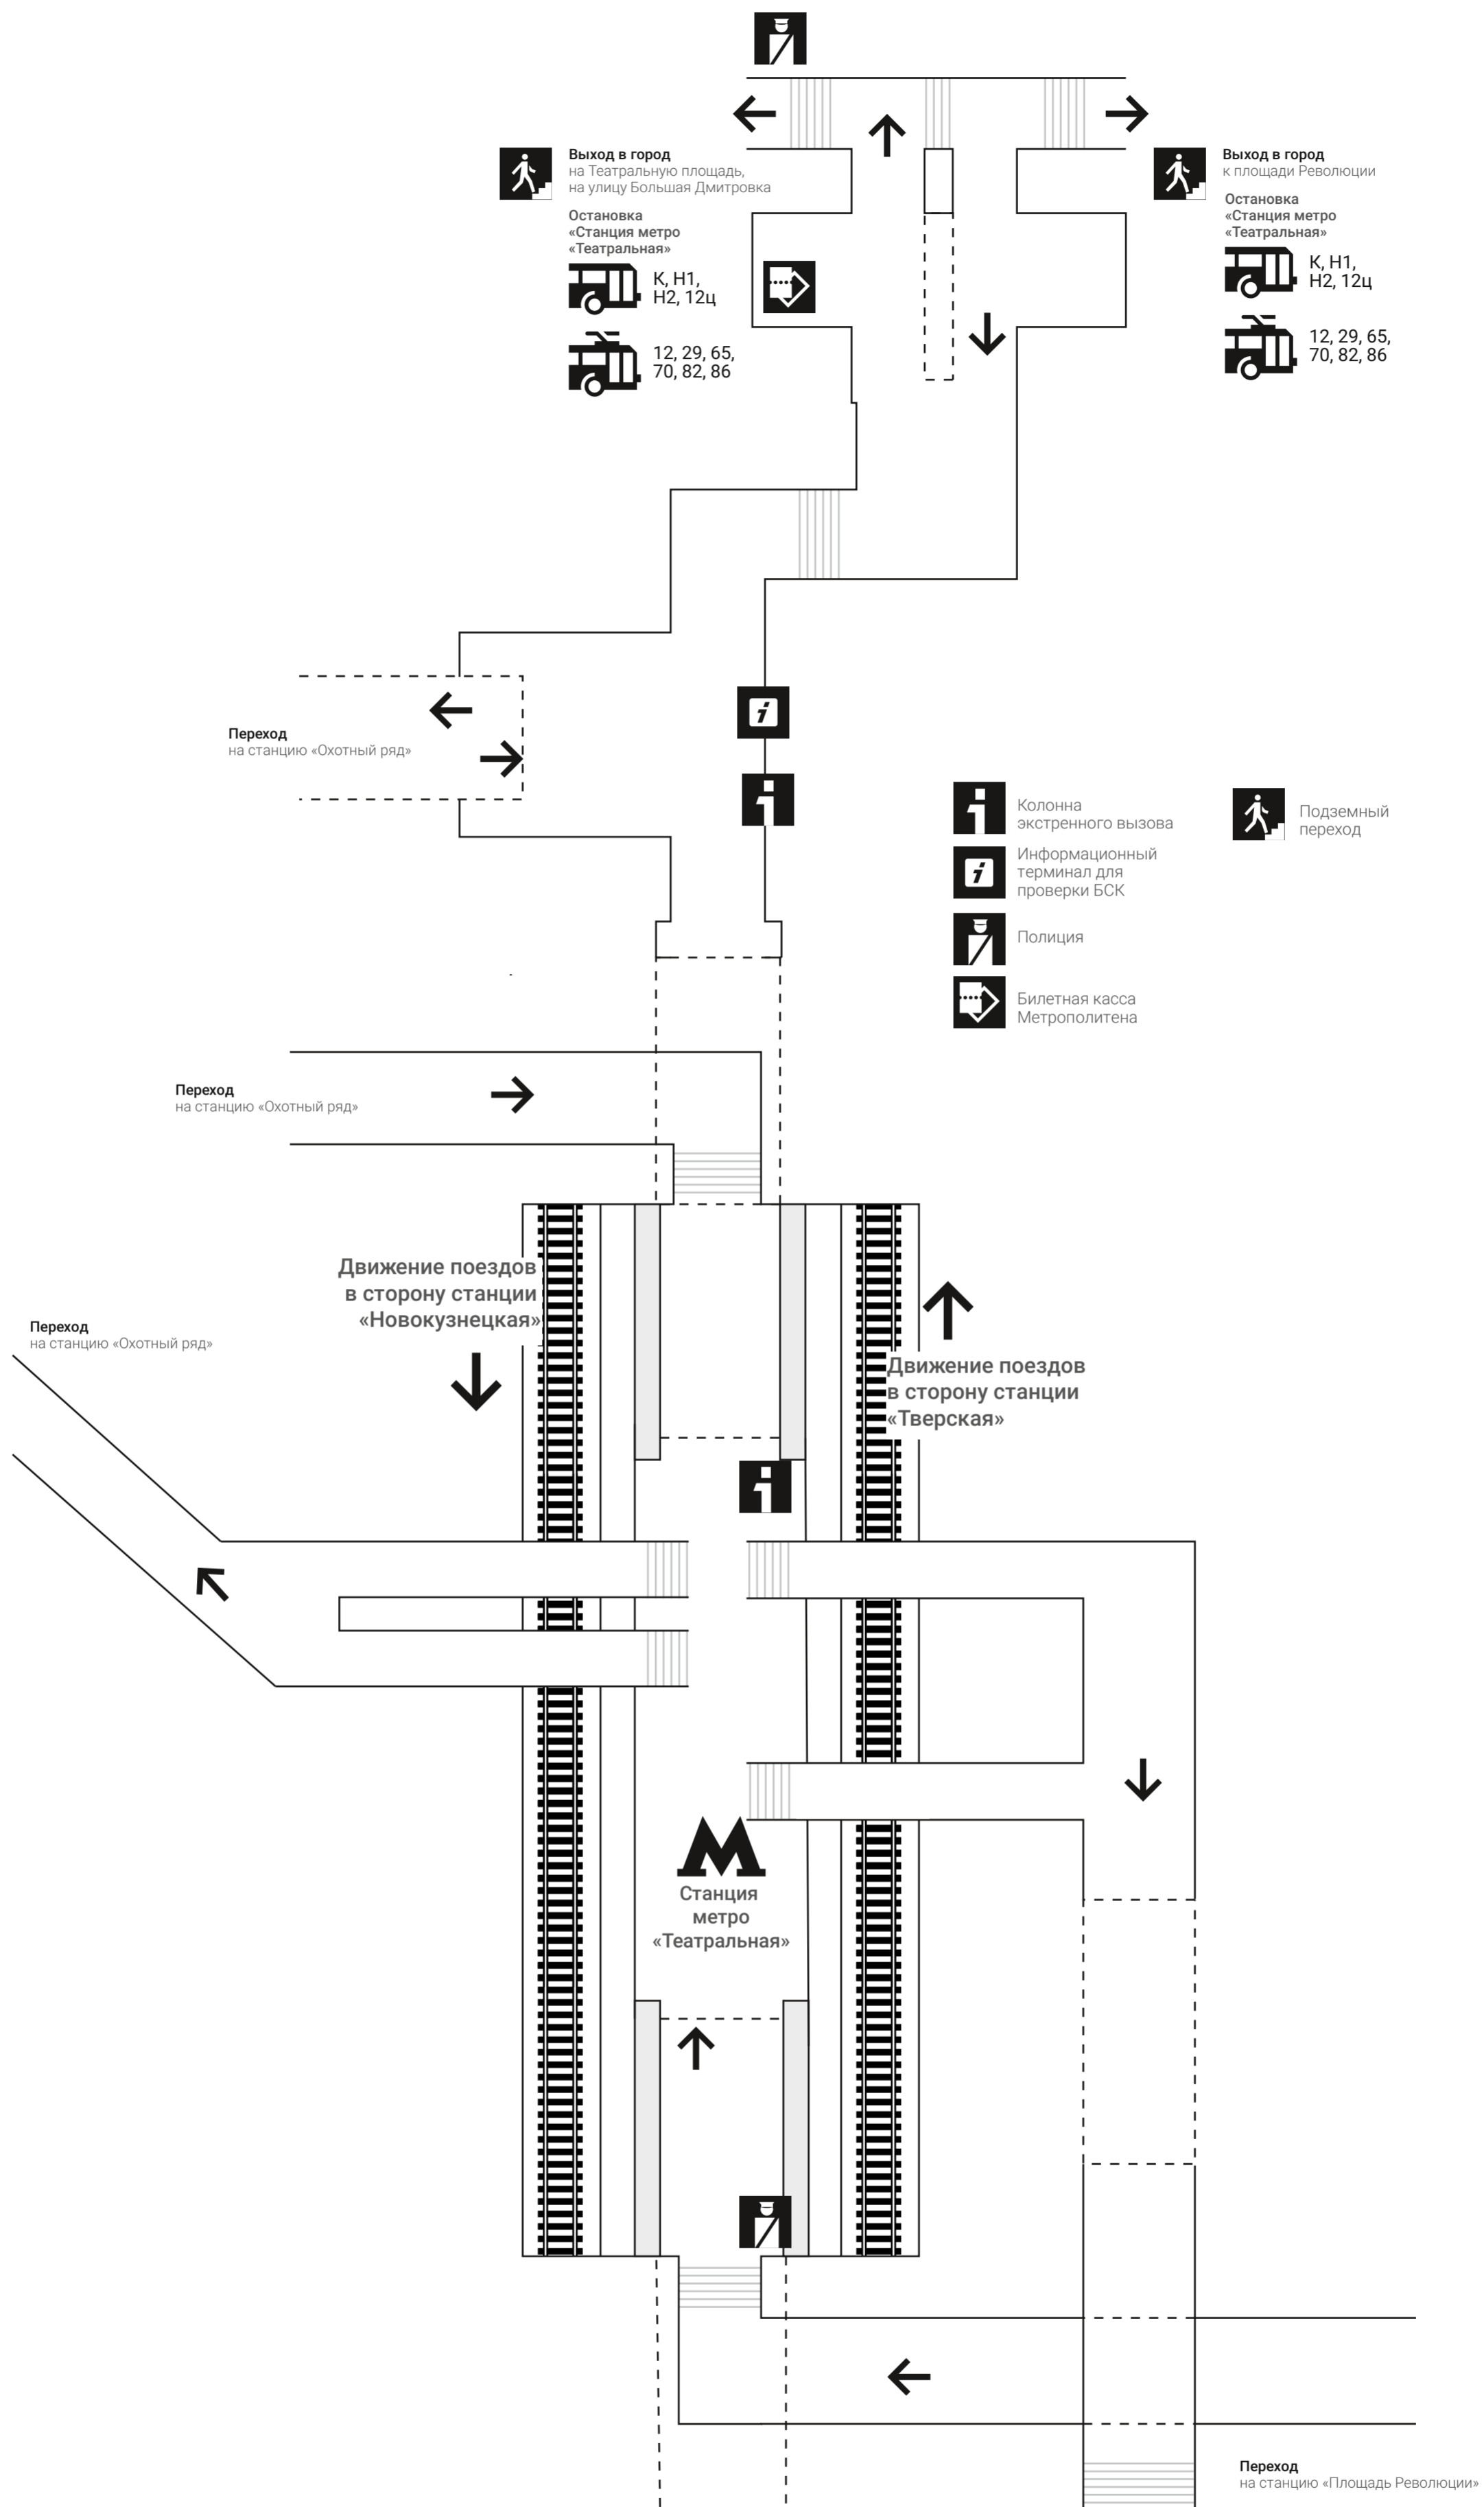 Выход в город
на Театральную площадь,
на улицу Большая Дмитровка
Остановка
«Станция метро
«Театральная»
К, Н1,
Н2, 12ц
12, 29, 65,
70, 82, 86
Выход в город
к площади Революции
Остановка
«Станция метро
«Театральная»
К, Н1,
Н2, 12ц
12, 29, 65,
70, 82, 86
Переход
на станцию «Охотный ряд»
Колонна
экстренного вызова
Информационный
терминал для
проверки БСК
Полиция
Билетная касса
Метрополитена
Подземный
переход
Переход
на станцию «Охотный ряд»
Движение поездов
в сторону станции
«Новокузнецкая»
Переход
на станцию «Охотный ряд»
Движение поездов
в сторону станции
«Тверская»
Станция
метро
«Театральная»
Переход
на станцию «Площадь Революции»